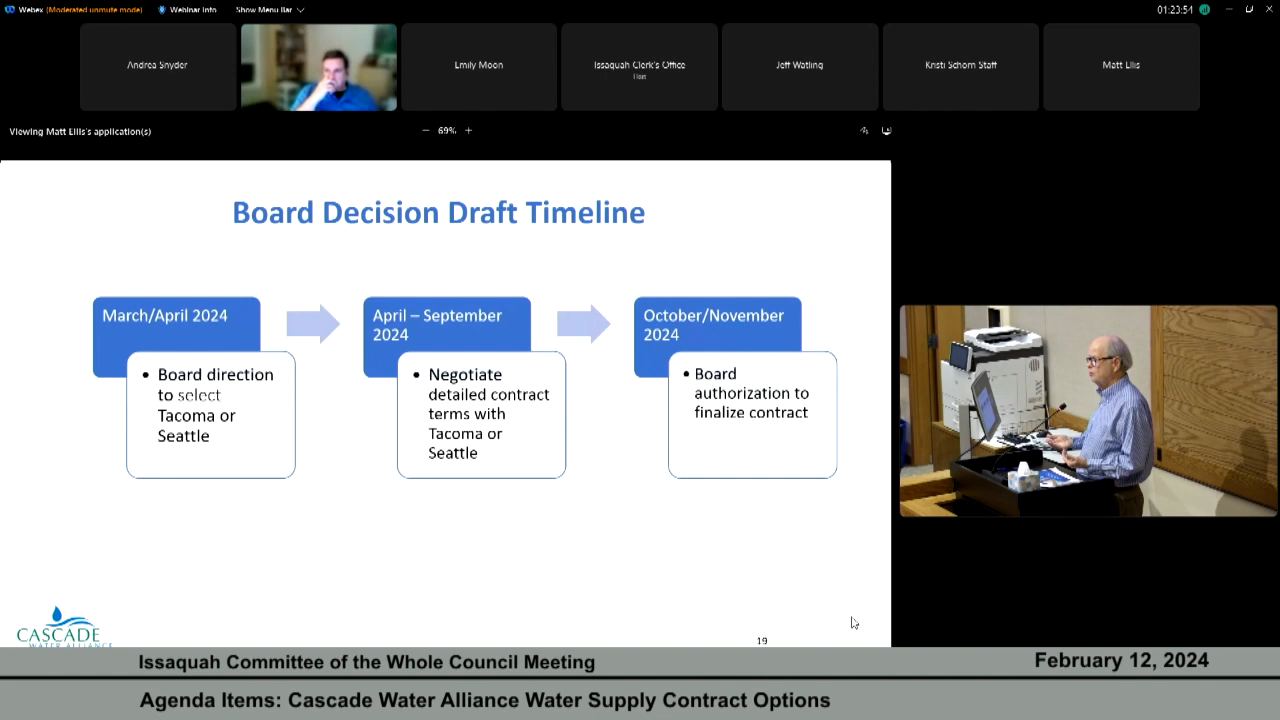 Webex (Moderated unmute mode) Webinar Info Show Menu Bar 01:23:54
Andrea Snyder
Emily Moon
Issaquah Clerk's Office
Host
Jeff Watling
Kristi Schorn Staff
Matt Ellis
Viewing Matt Ellis's application(s) − 69% +
Board Decision Draft Timeline
March/April 2024
• Board direction
to select
Tacoma or
Seattle
April – September
2024
• Negotiate
detailed contract
terms with
Tacoma or
Seattle
October/November
2024
• Board
authorization to
finalize contract
CASCADE
WATER ALLIANCE
19
Issaquah Committee of the Whole Council Meeting February 12, 2024
Agenda Items: Cascade Water Alliance Water Supply Contract Options